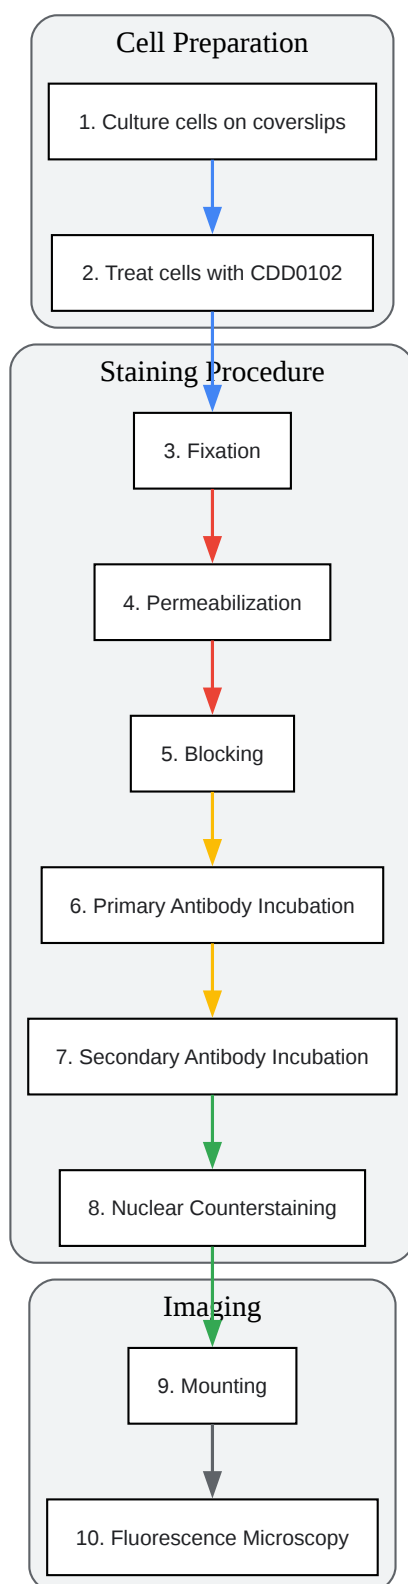 Cell Preparation
1. Culture cells on coverslips
2. Treat cells with CDD0102
Staining Procedure
3. Fixation
4. Permeabilization
5. Blocking
6. Primary Antibody Incubation
7. Secondary Antibody Incubation
8. Nuclear Counterstaining
Imaging
9. Mounting
10. Fluorescence Microscopy